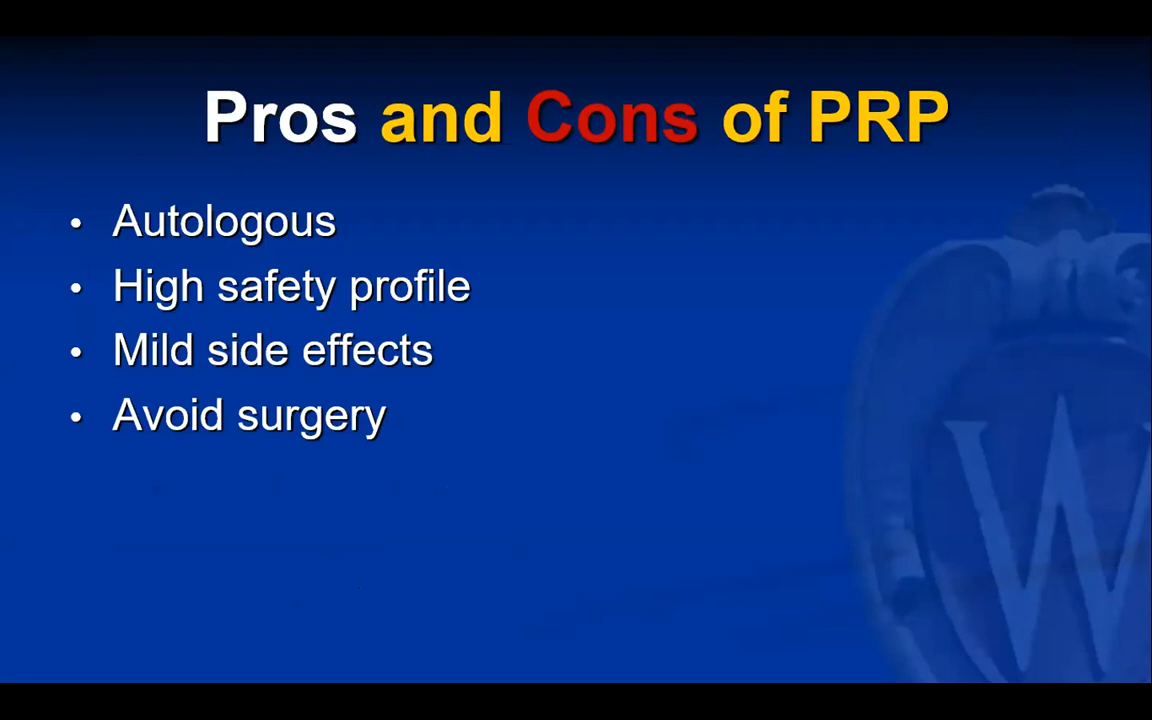 Pros and Cons of PRP
• Autologous
• High safety profile
• Mild side effects
• Avoid surgery
W